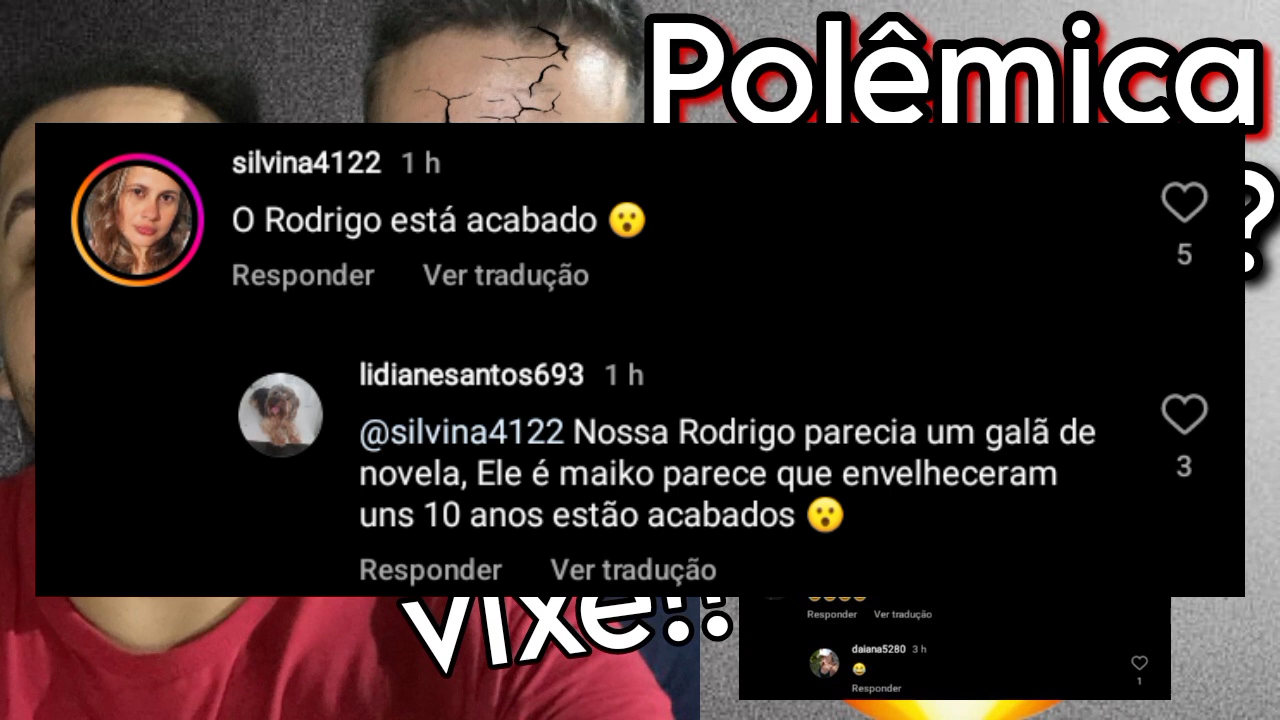 Polêmica
?
silvina4122 1 h
O Rodrigo está acabado 😮
5
Responder Ver tradução
lidianesantos693 1 h
@silvina4122 Nossa Rodrigo parecia um galã de
novela, Ele é maiko parece que envelheceram
uns 10 anos estão acabados 😮
3
Responder Ver tradução
vixe!!
Responder Ver tradução
daiana5280 3 h
😀
1
Responder